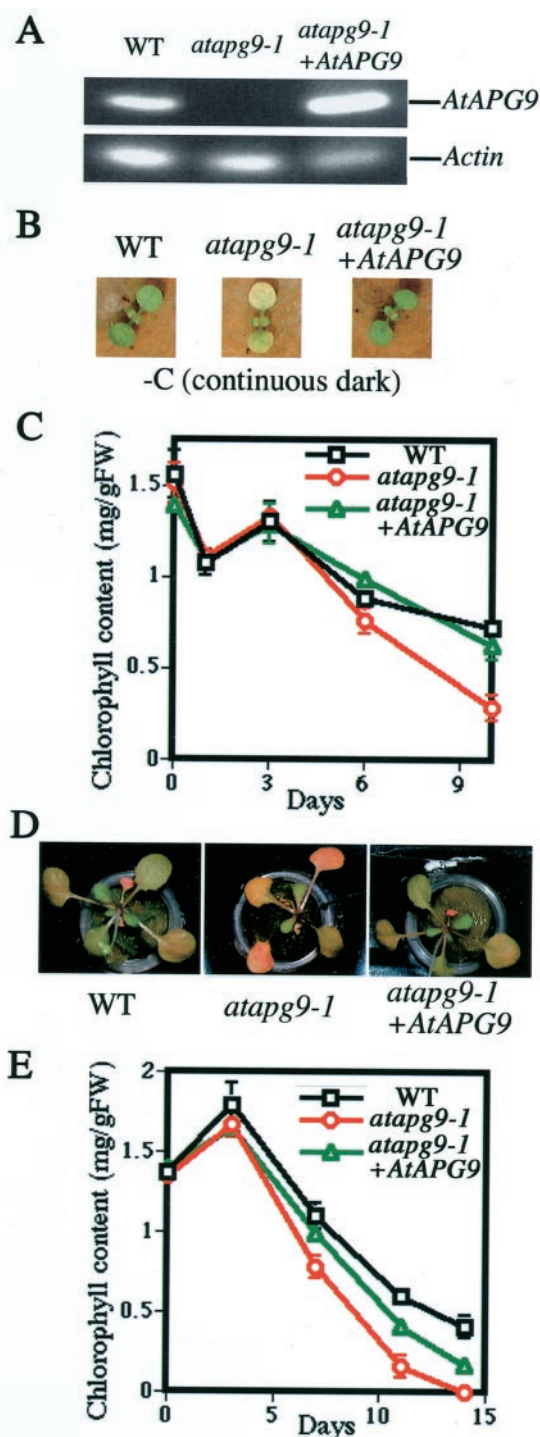 A
WT atapg9-1 atapg9-1
+AtAPG9
AtAPG9
Actin
B
WT atapg9-1 atapg9-1
+AtAPG9
-C (continuous dark)
C
Chlorophyll content (mg/gFW)
1.5
1
0.5
0
WT
atapg9-1
atapg9-1
+AtAPG9
0 3 6 9
Days
D
WT atapg9-1 atapg9-1
+AtAPG9
E
Chlorophyll content (mg/gFW)
2
1.5
1
0.5
0
WT
atapg9-1
atapg9-1
+AtAPG9
0 5 10 15
Days